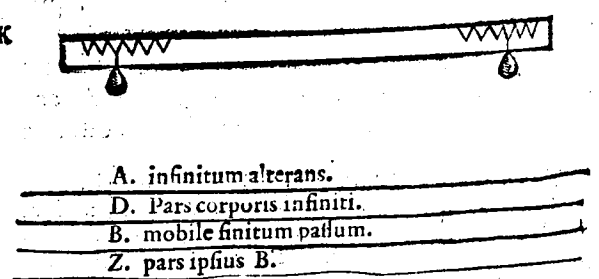 K
A. infinitum alterans.
D. Pars corporis infiniti.
B. mobile finitum passum.
Z. pars ipsius B.